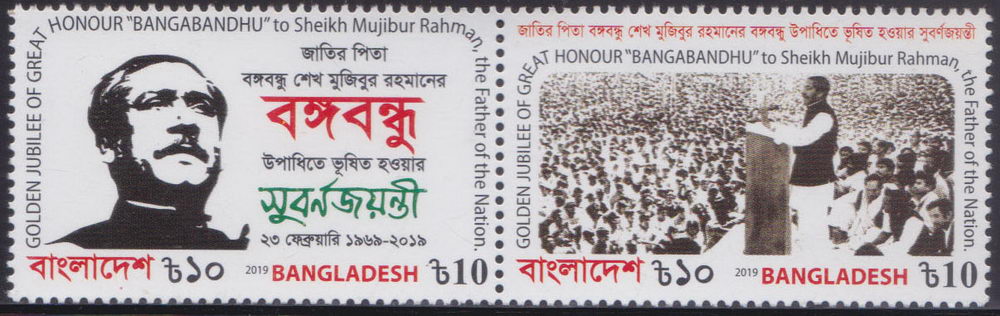 GOLDEN JUBILEE OF GREAT HONOUR "BANGABANDHU" to Sheikh Mujibur Rahman, the Father of the Nation.
জাতির পিতা
বঙ্গবন্ধু শেখ মুজিবুর রহমানের
বঙ্গবন্ধু
উপাধিতে ভূষিত হওয়ার
সুবর্নজয়ন্তী
২৩ ফেব্রুয়ারি ১৯৬৯-২০১৯
বাংলাদেশ ৳১০ 2019 BANGLADESH ৳10
জাতির পিতা বঙ্গবন্ধু শেখ মুজিবুর রহমানের বঙ্গবন্ধু উপাধিতে ভূষিত হওয়ার সুবর্ণজয়ন্তী
GOLDEN JUBILEE OF GREAT HONOUR "BANGABANDHU" to Sheikh Mujibur Rahman, the Father of the Nation.
বাংলাদেশ ৳১০ 2019 BANGLADESH ৳10